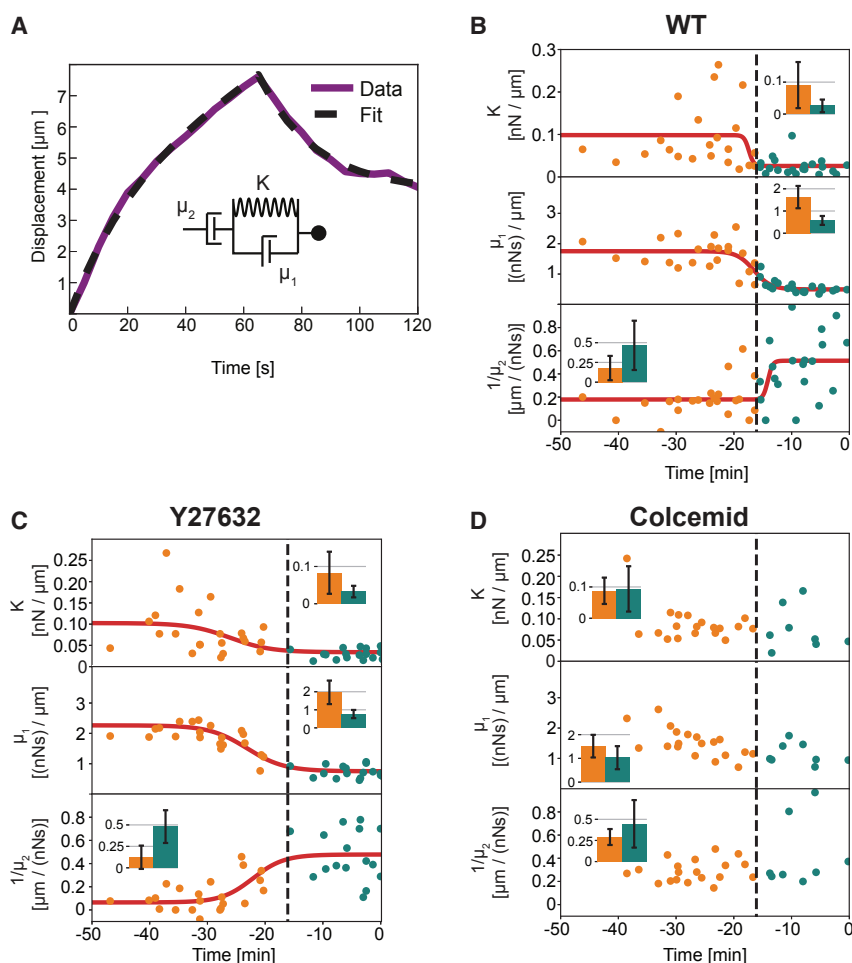 A
Displacement [µm]
7
6
5
4
3
2
1
0 20 40 60 80 100 120
Time [s]
Data
Fit
K
µ2
µ1
B WT
K
[nN / µm]
0.3
0.2
0.1
0
0.1
0
µ1
[(nNs) / µm]
3
2
1
2
1
0
1/µ2
[µm / (nNs)]
0.8
0.6
0.4
0.2
0
0.5
0.25
0
-50 -40 -30 -20 -10 0
Time [min]
C Y27632
K
[nN / µm]
0.25
0.20
0.15
0.10
0.05
0
0.1
0
µ1
[(nNs) / µm]
3
2
1
2
1
0
1/µ2
[µm / (nNs)]
0.8
0.6
0.4
0.2
0
0.5
0.25
0
-50 -40 -30 -20 -10 0
Time [min]
D Colcemid
K
[nN / µm]
0.25
0.20
0.15
0.10
0.05
0
0.1
0
µ1
[(nNs) / µm]
3
2
1
2
1
0
1/µ2
[µm / (nNs)]
0.8
0.6
0.4
0.2
0
0.5
0.25
0
-50 -40 -30 -20 -10 0
Time [min]